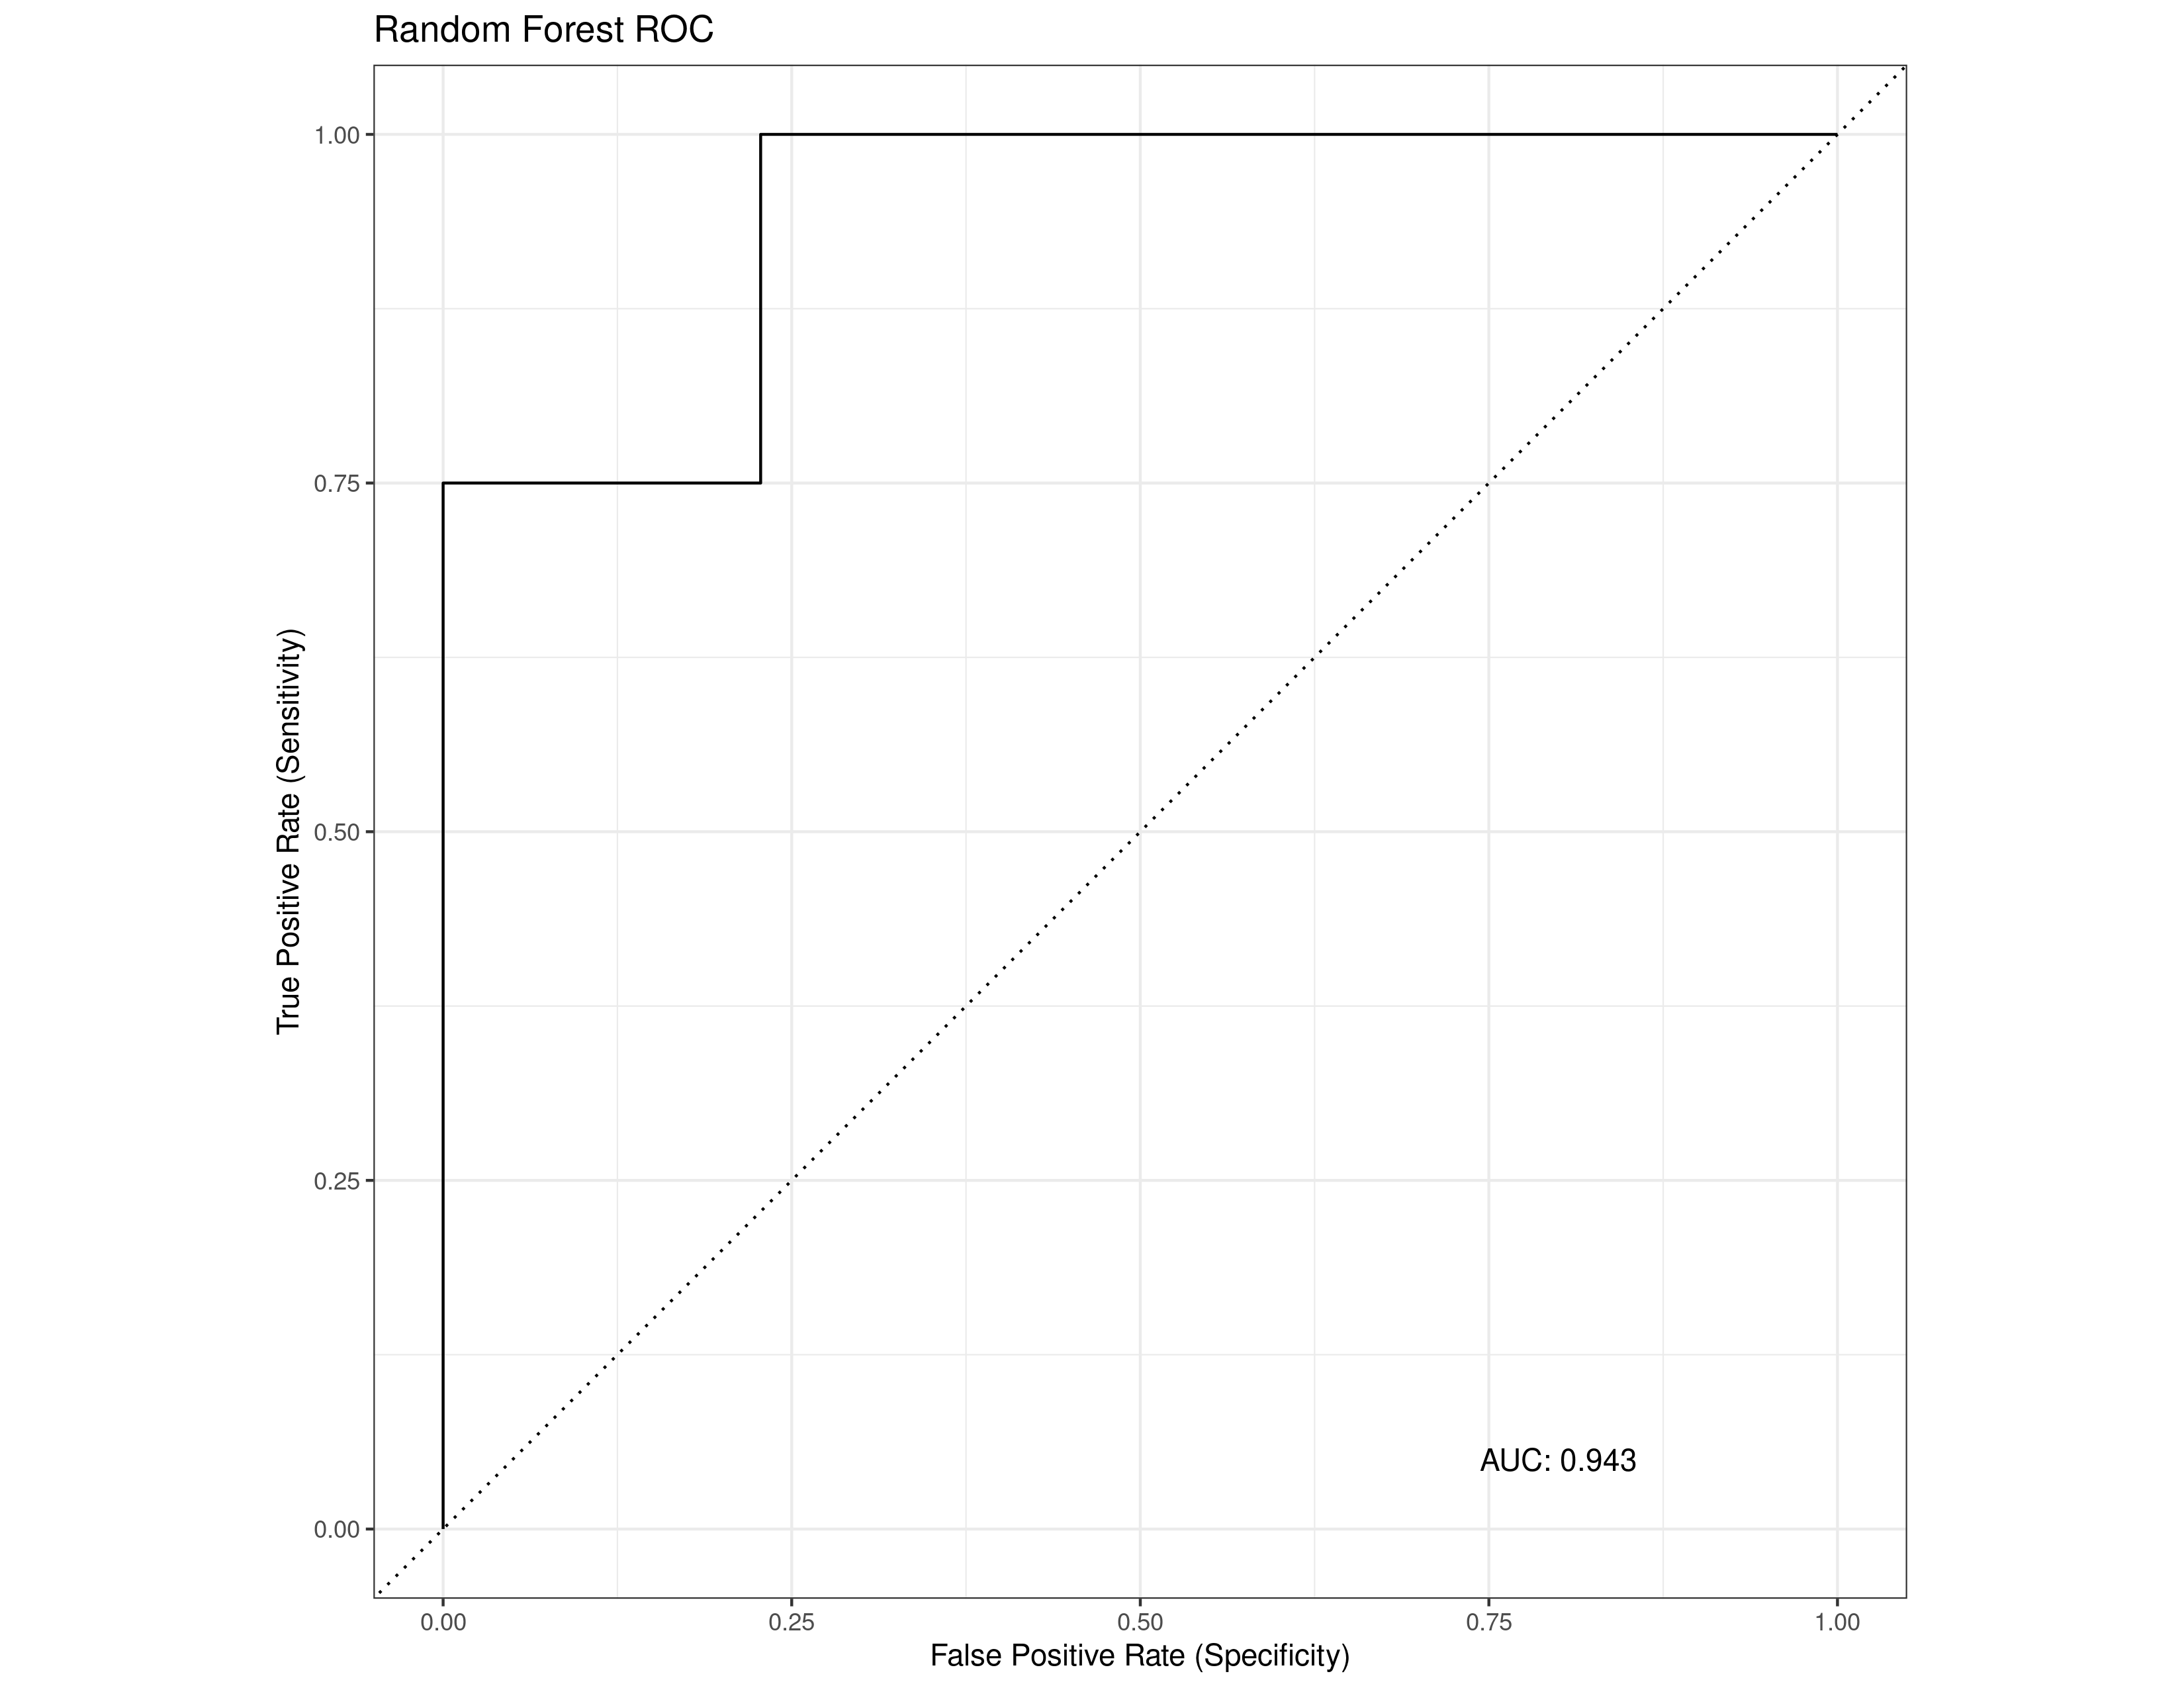 Random Forest ROC
1.00
0.75
0.50
0.25
0.00
True Positive Rate (Sensitivity)
AUC: 0.943
0.00 0.25 0.50 0.75 1.00
False Positive Rate (Specificity)